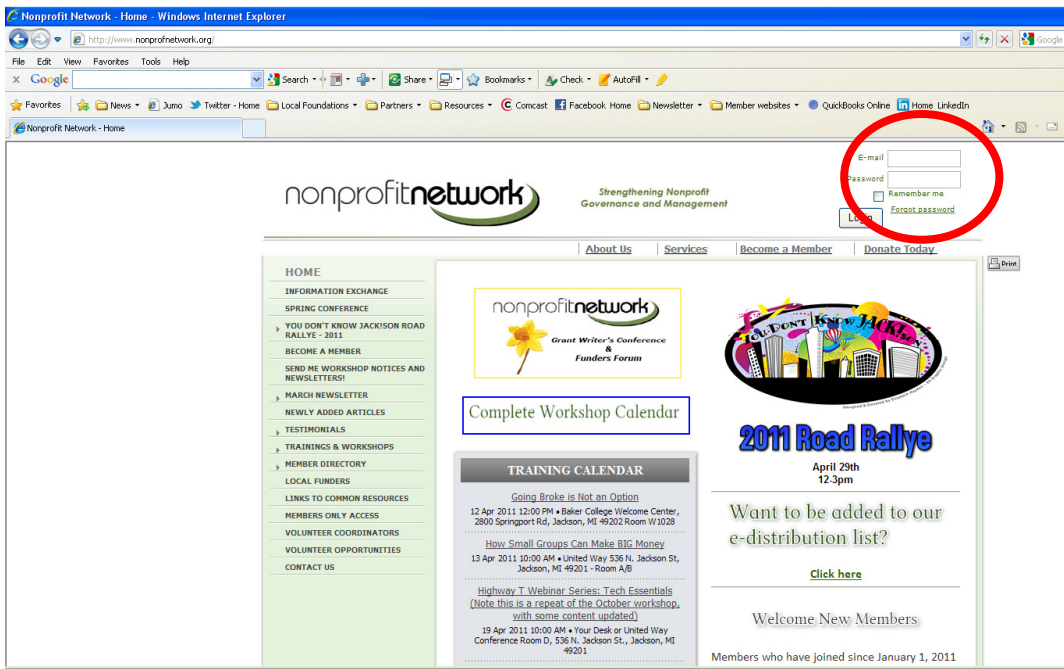 Nonprofit Network - Home - Windows Internet Explorer
http://www.nonprofnetwork.org/
Google
File Edit View Favorites Tools Help
x Google Search Share Bookmarks Check AutoFill
Favorites News Jumo Twitter - Home Local Foundations Partners Resources Comcast Facebook Home Newsletter Member websites QuickBooks Online Home LinkedIn
Nonprofit Network - Home
E-mail
Password
Remember me
Forgot password
Login
nonprofitnetwork
Strengthening Nonprofit
Governance and Management
About Us Services Become a Member Donate Today
Print
HOME
INFORMATION EXCHANGE
SPRING CONFERENCE
YOU DON'T KNOW JACK!SON ROAD
RALLYE - 2011
BECOME A MEMBER
SEND ME WORKSHOP NOTICES AND
NEWSLETTERS!
MARCH NEWSLETTER
NEWLY ADDED ARTICLES
TESTIMONIALS
TRAININGS & WORKSHOPS
MEMBER DIRECTORY
LOCAL FUNDERS
LINKS TO COMMON RESOURCES
MEMBERS ONLY ACCESS
VOLUNTEER COORDINATORS
VOLUNTEER OPPORTUNITIES
CONTACT US
nonprofitnetwork
Grant Writer's Conference
&
Funders Forum
Complete Workshop Calendar
TRAINING CALENDAR
Going Broke is Not an Option
12 Apr 2011 12:00 PM • Baker College Welcome Center,
2800 Springport Rd, Jackson, MI 49202 Room W1028
How Small Groups Can Make BIG Money
13 Apr 2011 10:00 AM • United Way 536 N. Jackson St,
Jackson, MI 49201 - Room A/B
Highway T Webinar Series: Tech Essentials
(Note this is a repeat of the October workshop,
with some content updated)
19 Apr 2011 10:00 AM • Your Desk or United Way
Conference Room D, 536 N. Jackson St., Jackson, MI
49201
YOU DON'T KNOW JACK!SON
2011 Road Rallye
April 29th
12-3pm
Want to be added to our
e-distribution list?
Click here
Welcome New Members
Members who have joined since January 1, 2011